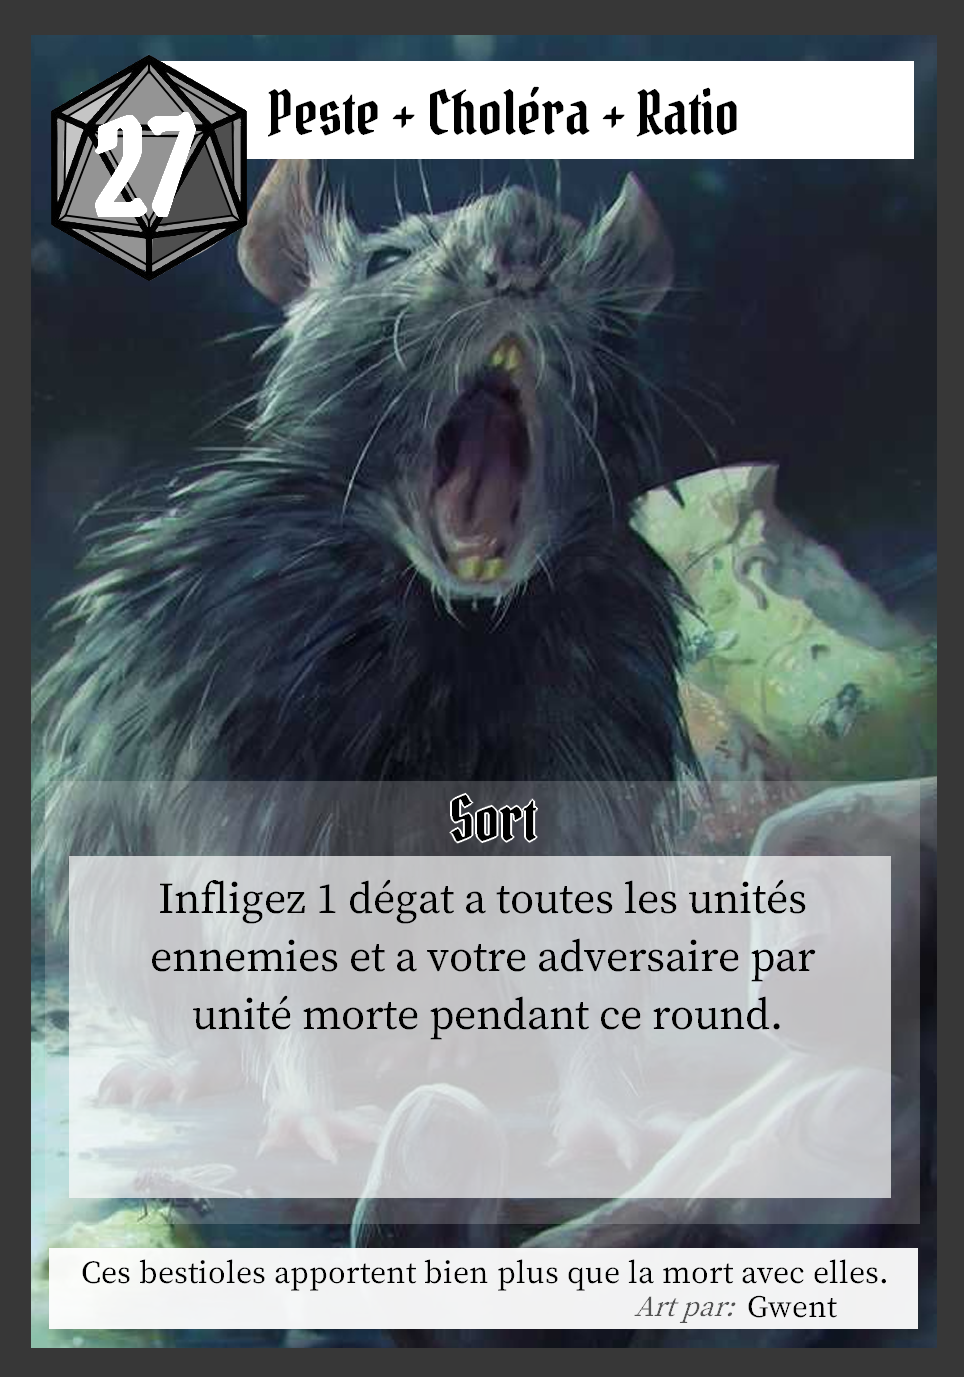 27
Peste + Choléra + Ratio
Sort
Infligez 1 dégat a toutes les unités
ennemies et a votre adversaire par
unité morte pendant ce round.
Ces bestioles apportent bien plus que la mort avec elles.
Art par: Gwent